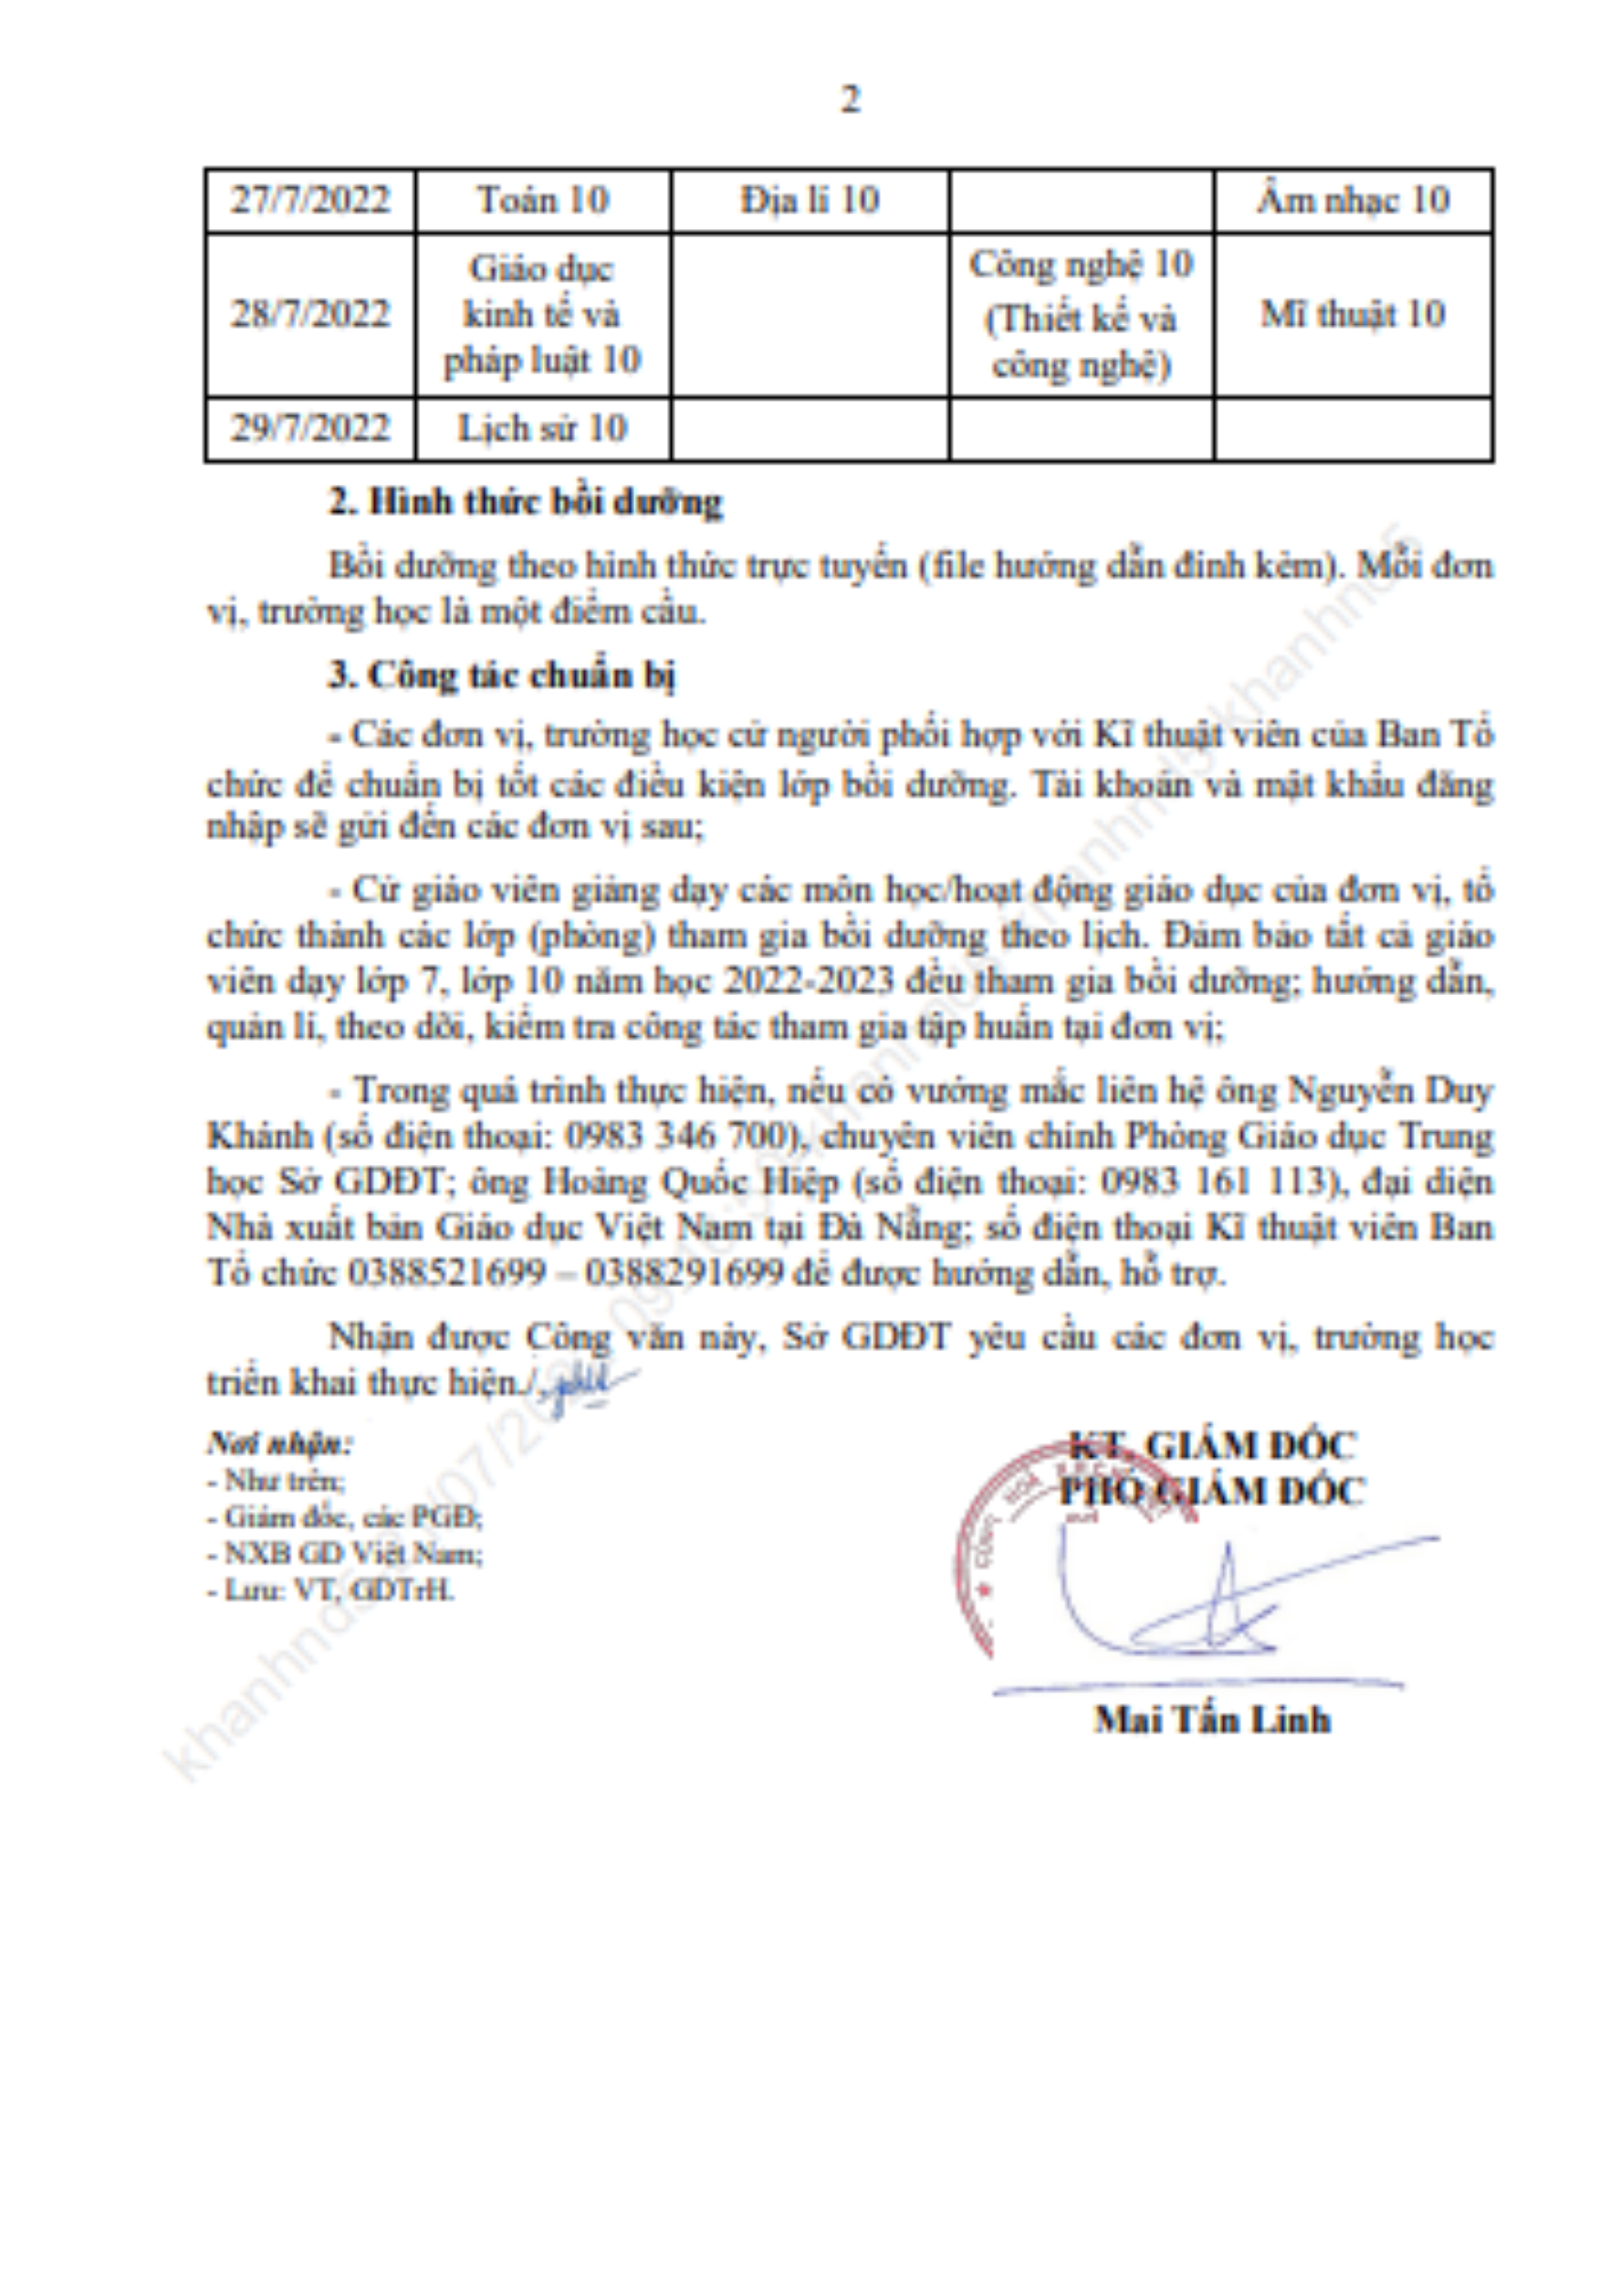 2
27/7/2022 Toán 10 Địa lí 10 Âm nhạc 10
28/7/2022 Giáo dục kinh tế và pháp luật 10 Công nghệ 10 (Thiết kế và công nghệ) Mĩ thuật 10
29/7/2022 Lịch sử 10
2. Hình thức bồi dưỡng
Bồi dưỡng theo hình thức trực tuyến (file hướng dẫn đính kèm). Mỗi đơn
vị, trường học là một điểm cầu.
3. Công tác chuẩn bị
- Các đơn vị, trường học cử người phối hợp với Kĩ thuật viên của Ban Tổ
chức để chuẩn bị tốt các điều kiện lớp bồi dưỡng. Tài khoản và mật khẩu đăng
nhập sẽ gửi đến các đơn vị sau;
- Cử giáo viên giảng dạy các môn học/hoạt động giáo dục của đơn vị, tổ
chức thành các lớp (phòng) tham gia bồi dưỡng theo lịch. Đảm bảo tất cả giáo
viên dạy lớp 7, lớp 10 năm học 2022-2023 đều tham gia bồi dưỡng; hướng dẫn,
quản lí, theo dõi, kiểm tra công tác tham gia tập huấn tại đơn vị;
- Trong quá trình thực hiện, nếu có vướng mắc liên hệ ông Nguyễn Duy
Khánh (số điện thoại: 0983 346 700), chuyên viên chính Phòng Giáo dục Trung
học Sở GDĐT; ông Hoàng Quốc Hiệp (số điện thoại: 0983 161 113), đại diện
Nhà xuất bản Giáo dục Việt Nam tại Đà Nẵng; số điện thoại Kĩ thuật viên Ban
Tổ chức 0388521699 – 0388291699 để được hướng dẫn, hỗ trợ.
Nhận được Công văn này, Sở GDĐT yêu cầu các đơn vị, trường học
triển khai thực hiện./.
Nơi nhận:
- Như trên;
- Giám đốc, các PGĐ;
- NXB GD Việt Nam;
- Lưu: VT, GDTrH.
KT. GIÁM ĐỐC
PHÓ GIÁM ĐỐC
Mai Tấn Linh